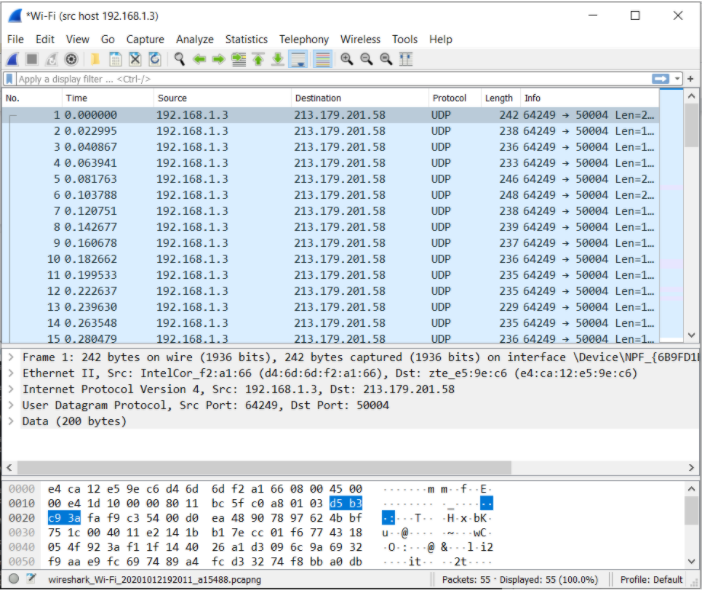 *Wi-Fi (src host 192.168.1.3)
File Edit View Go Capture Analyze Statistics Telephony Wireless Tools Help
Apply a display filter ... <Ctrl-/>
No. Time Source Destination Protocol Length Info
1 0.000000 192.168.1.3 213.179.201.58 UDP 242 64249 → 50004 Len=2…
2 0.022995 192.168.1.3 213.179.201.58 UDP 238 64249 → 50004 Len=1…
3 0.040867 192.168.1.3 213.179.201.58 UDP 236 64249 → 50004 Len=1…
4 0.063941 192.168.1.3 213.179.201.58 UDP 233 64249 → 50004 Len=1…
5 0.081763 192.168.1.3 213.179.201.58 UDP 246 64249 → 50004 Len=2…
6 0.103788 192.168.1.3 213.179.201.58 UDP 248 64249 → 50004 Len=2…
7 0.120751 192.168.1.3 213.179.201.58 UDP 238 64249 → 50004 Len=1…
8 0.142677 192.168.1.3 213.179.201.58 UDP 239 64249 → 50004 Len=1…
9 0.160678 192.168.1.3 213.179.201.58 UDP 237 64249 → 50004 Len=1…
10 0.182662 192.168.1.3 213.179.201.58 UDP 236 64249 → 50004 Len=1…
11 0.199533 192.168.1.3 213.179.201.58 UDP 235 64249 → 50004 Len=1…
12 0.222637 192.168.1.3 213.179.201.58 UDP 235 64249 → 50004 Len=1…
13 0.239630 192.168.1.3 213.179.201.58 UDP 229 64249 → 50004 Len=1…
14 0.263548 192.168.1.3 213.179.201.58 UDP 235 64249 → 50004 Len=1…
15 0.280479 192.168.1.3 213.179.201.58 UDP 236 64249 → 50004 Len=1…
Frame 1: 242 bytes on wire (1936 bits), 242 bytes captured (1936 bits) on interface \Device\NPF_{6B9FD1
Ethernet II, Src: IntelCor_f2:a1:66 (d4:6d:6d:f2:a1:66), Dst: zte_e5:9e:c6 (e4:ca:12:e5:9e:c6)
Internet Protocol Version 4, Src: 192.168.1.3, Dst: 213.179.201.58
User Datagram Protocol, Src Port: 64249, Dst Port: 50004
Data (200 bytes)
0000 e4 ca 12 e5 9e c6 d4 6d 6d f2 a1 66 08 00 45 00 ·······m m··f··E·
0010 00 e4 1d 10 00 00 80 11 bc 5f c0 a8 01 03 d5 b3 ········ ·_······
0020 c9 3a fa f9 c3 54 00 d0 ea 48 90 78 97 62 4b bf ·:···T·· ·H·x·bK·
0030 75 1c 00 40 11 e2 14 1b b1 7e cc 01 f6 77 43 18 u··@···· ·~···wC·
0040 05 4f 92 3a f1 1f 14 40 26 a1 d3 09 6c 9a 69 32 ·O·:···@ &···l·i2
0050 f9 aa e9 fc 69 74 89 a4 fc d3 32 74 f8 bb a0 db ····it·· ··2t····
wireshark_Wi-Fi_20201012192011_a15488.pcapng Packets: 55 · Displayed: 55 (100.0%) Profile: Default